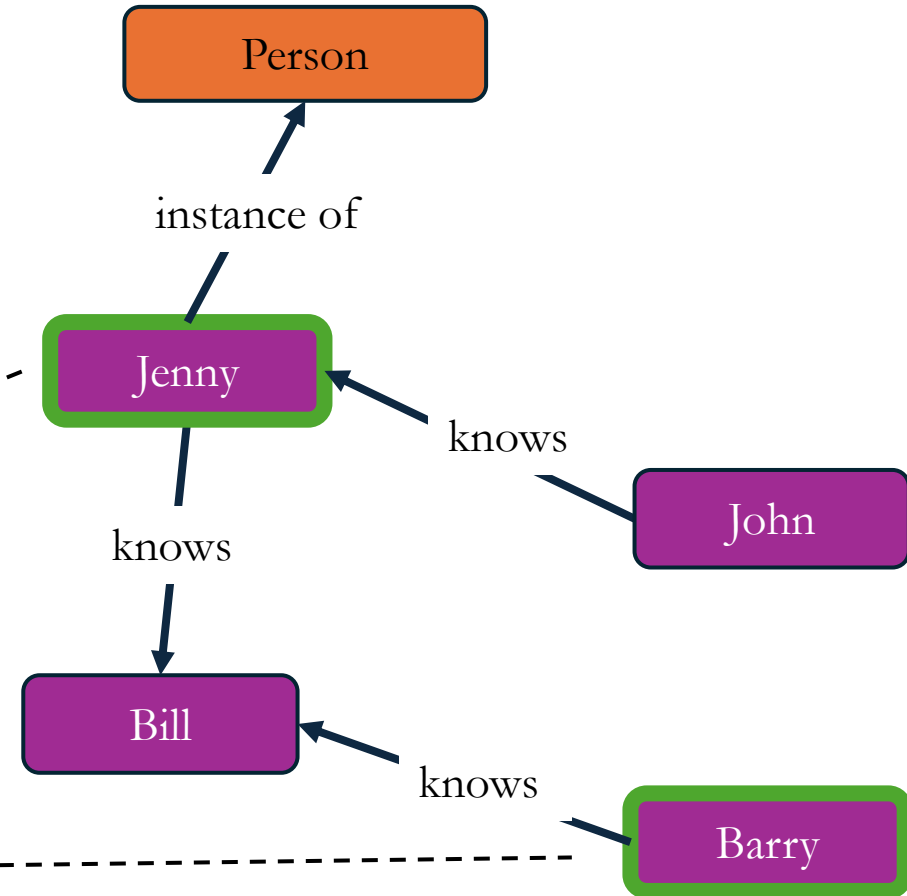 Person
instance of
Jenny
knows
John
knows
Bill
knows
Barry